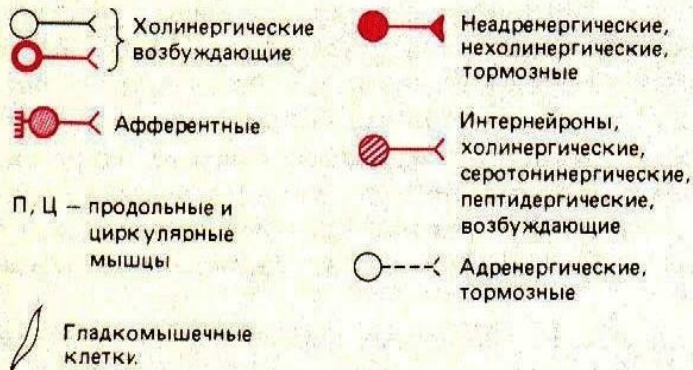 Холинергические
возбуждающие
Афферентные
П, Ц – продольные и
циркулярные
мышцы
Гладкомышечные
клетки.
Неадренергические,
нехолинергические,
тормозные
Интернейроны,
холинергические,
серотонинергические,
пептидергические,
возбуждающие
Адренергические,
тормозные